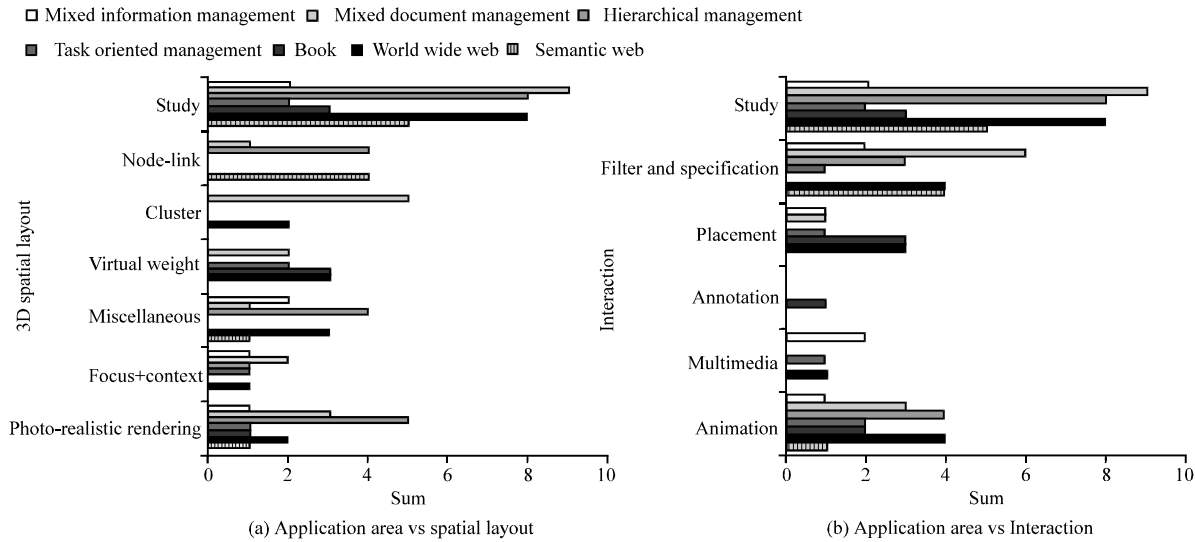 Mixed information management Mixed document management Hierarchical management
Task oriented management Book World wide web Semantic web
3D spatial layout
Study
Node-link
Cluster
Virtual weight
Miscellaneous
Focus+context
Photo-realistic rendering
0 2 4 6 8 10
Sum
(a) Application area vs spatial layout
Interaction
Study
Filter and specification
Placement
Annotation
Multimedia
Animation
0 2 4 6 8 10
Sum
(b) Application area vs Interaction